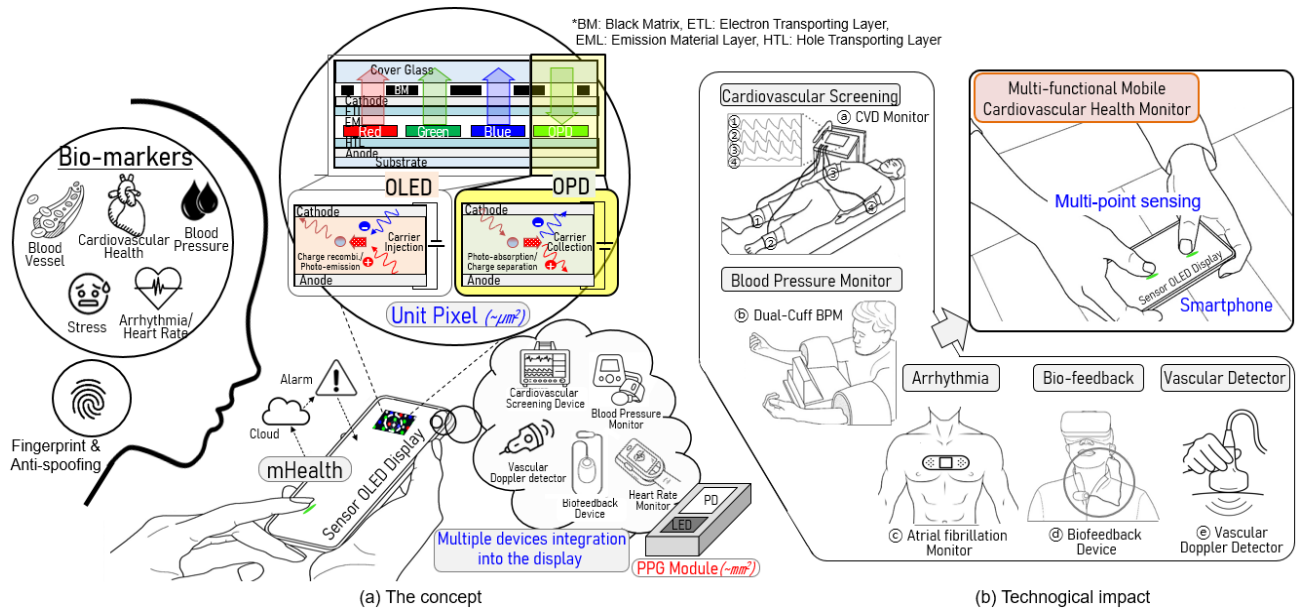 *BM: Black Matrix, ETL: Electron Transporting Layer,
EML: Emission Material Layer, HTL: Hole Transporting Layer
Cover Glass
BM
Cathode
ETL
EML
Red
Green
Blue
OPD
HTL
Anode
Substrate
OLED
OPD
Cathode
Carrier
Injection
Charge recombi./
Photo-emission
Anode
Cathode
Carrier
Collection
Photo-absorption/
Charge separation
Anode
Unit Pixel (~μm²)
Bio-markers
Blood
Vessel
Cardiovascular
Health
Blood
Pressure
Stress
Arrhythmia/
Heart Rate
Fingerprint &
Anti-spoofing
Alarm
Cloud
mHealth
Sensor OLED Display
Cardiovascular
Screening Device
Blood Pressure
Monitor
Vascular
Doppler detector
Biofeedback
Device
Heart Rate
Monitor
Multiple devices integration
into the display
PD
LED
PPG Module(~mm²)
(a) The concept
Cardiovascular Screening
ⓐ CVD Monitor
①
②
③
④
③
④
①
②
Blood Pressure Monitor
ⓑ Dual-Cuff BPM
Multi-functional Mobile
Cardiovascular Health Monitor
Multi-point sensing
Sensor OLED Display
Smartphone
Arrhythmia
ⓒ Atrial fibrillation
Monitor
Bio-feedback
ⓓ Biofeedback
Device
Vascular Detector
ⓔ Vascular
Doppler Detector
(b) Technogical impact